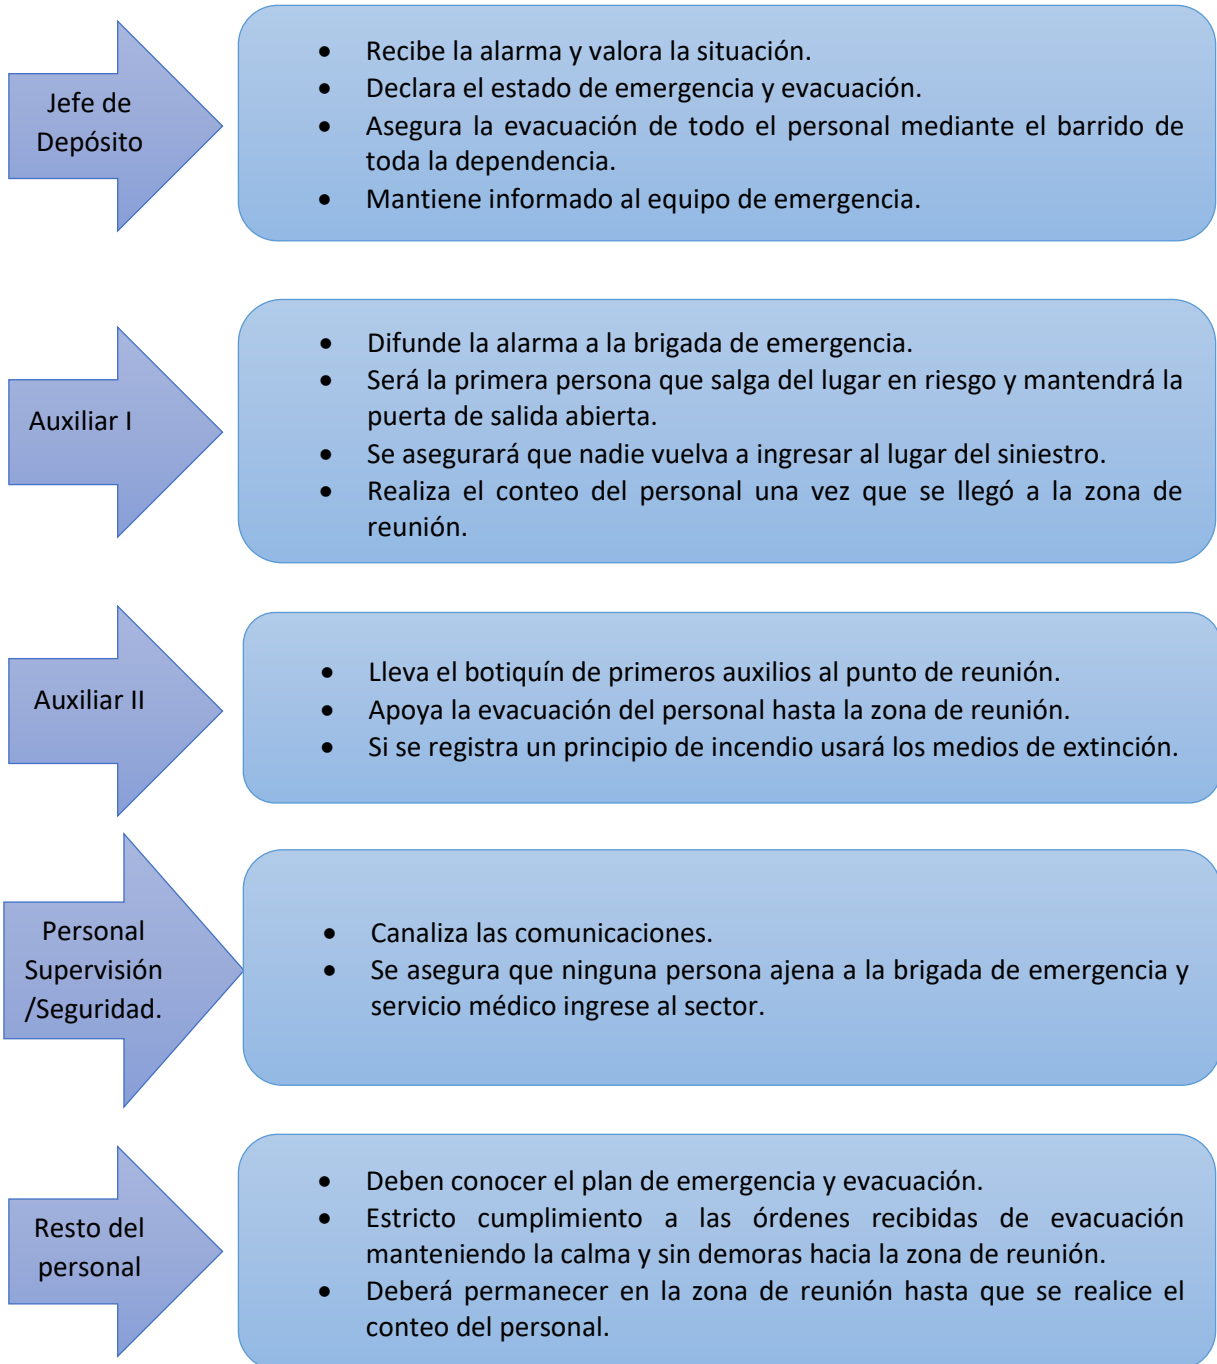 Jefe de
Depósito
• Recibe la alarma y valora la situación.
• Declara el estado de emergencia y evacuación.
• Asegura la evacuación de todo el personal mediante el barrido de
toda la dependencia.
• Mantiene informado al equipo de emergencia.
Auxiliar I
• Difunde la alarma a la brigada de emergencia.
• Será la primera persona que salga del lugar en riesgo y mantendrá la
puerta de salida abierta.
• Se asegurará que nadie vuelva a ingresar al lugar del siniestro.
• Realiza el conteo del personal una vez que se llegó a la zona de
reunión.
Auxiliar II
• Lleva el botiquín de primeros auxilios al punto de reunión.
• Apoya la evacuación del personal hasta la zona de reunión.
• Si se registra un principio de incendio usará los medios de extinción.
Personal
Supervisión
/Seguridad.
• Canaliza las comunicaciones.
• Se asegura que ninguna persona ajena a la brigada de emergencia y
servicio médico ingrese al sector.
Resto del
personal
• Deben conocer el plan de emergencia y evacuación.
• Estricto cumplimiento a las órdenes recibidas de evacuación
manteniendo la calma y sin demoras hacia la zona de reunión.
• Deberá permanecer en la zona de reunión hasta que se realice el
conteo del personal.